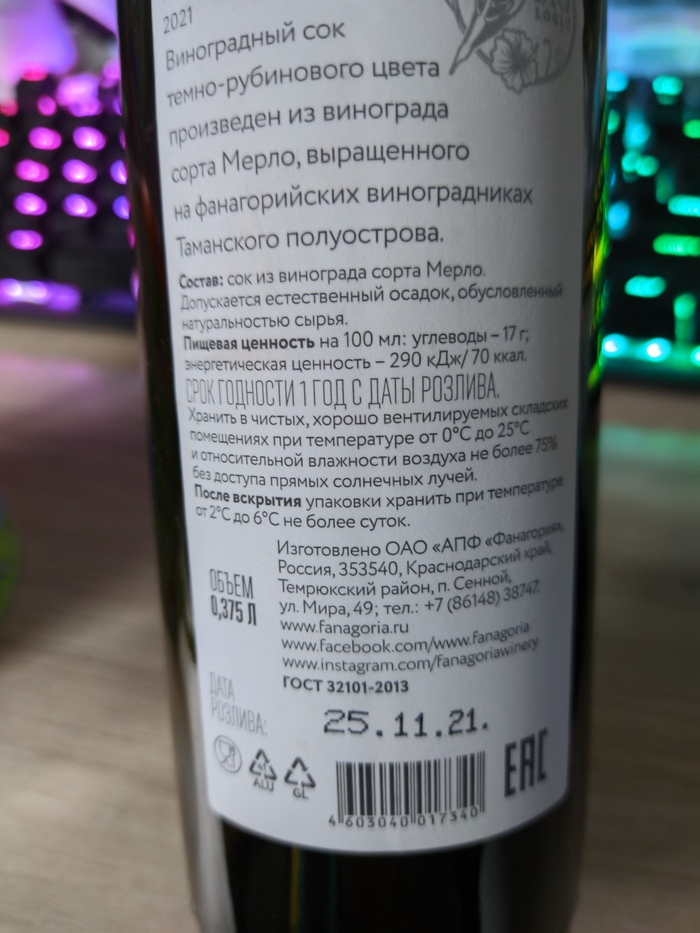 2021
LOGIC
Виноградный сок
темно-рубинового цвета
произведен из винограда
сорта Мерло, выращенного
на фанагорийских виноградниках
Таманского полуострова.
Состав: сок из винограда сорта Мерло.
Допускается естественный осадок, обусловленный
натуральностью сырья.
Пищевая ценность на 100 мл: углеводы – 17 г;
энергетическая ценность – 290 кДж/ 70 ккал.
СРОК ГОДНОСТИ 1 ГОД С ДАТЫ РОЗЛИВА.
Хранить в чистых, хорошо вентилируемых складских
помещениях при температуре от 0°С до 25°С
и относительной влажности воздуха не более 75%
без доступа прямых солнечных лучей.
После вскрытия упаковки хранить при температуре
от 2°С до 6°С не более суток.
Изготовлено ОАО «АПФ «Фанагория»,
Россия, 353540, Краснодарский край,
Темрюкский район, п. Сенной,
ул. Мира, 49; тел.: +7 (86148) 38747.
www.fanagoria.ru
www.facebook.com/www.fanagoria
www.instagram.com/fanagoriawinery
ГОСТ 32101-2013
ОБЪЕМ
0,375 Л
ДАТА
РОЗЛИВА:
25.11.21.
41
ALU
GL
EAC
4 603040 017340